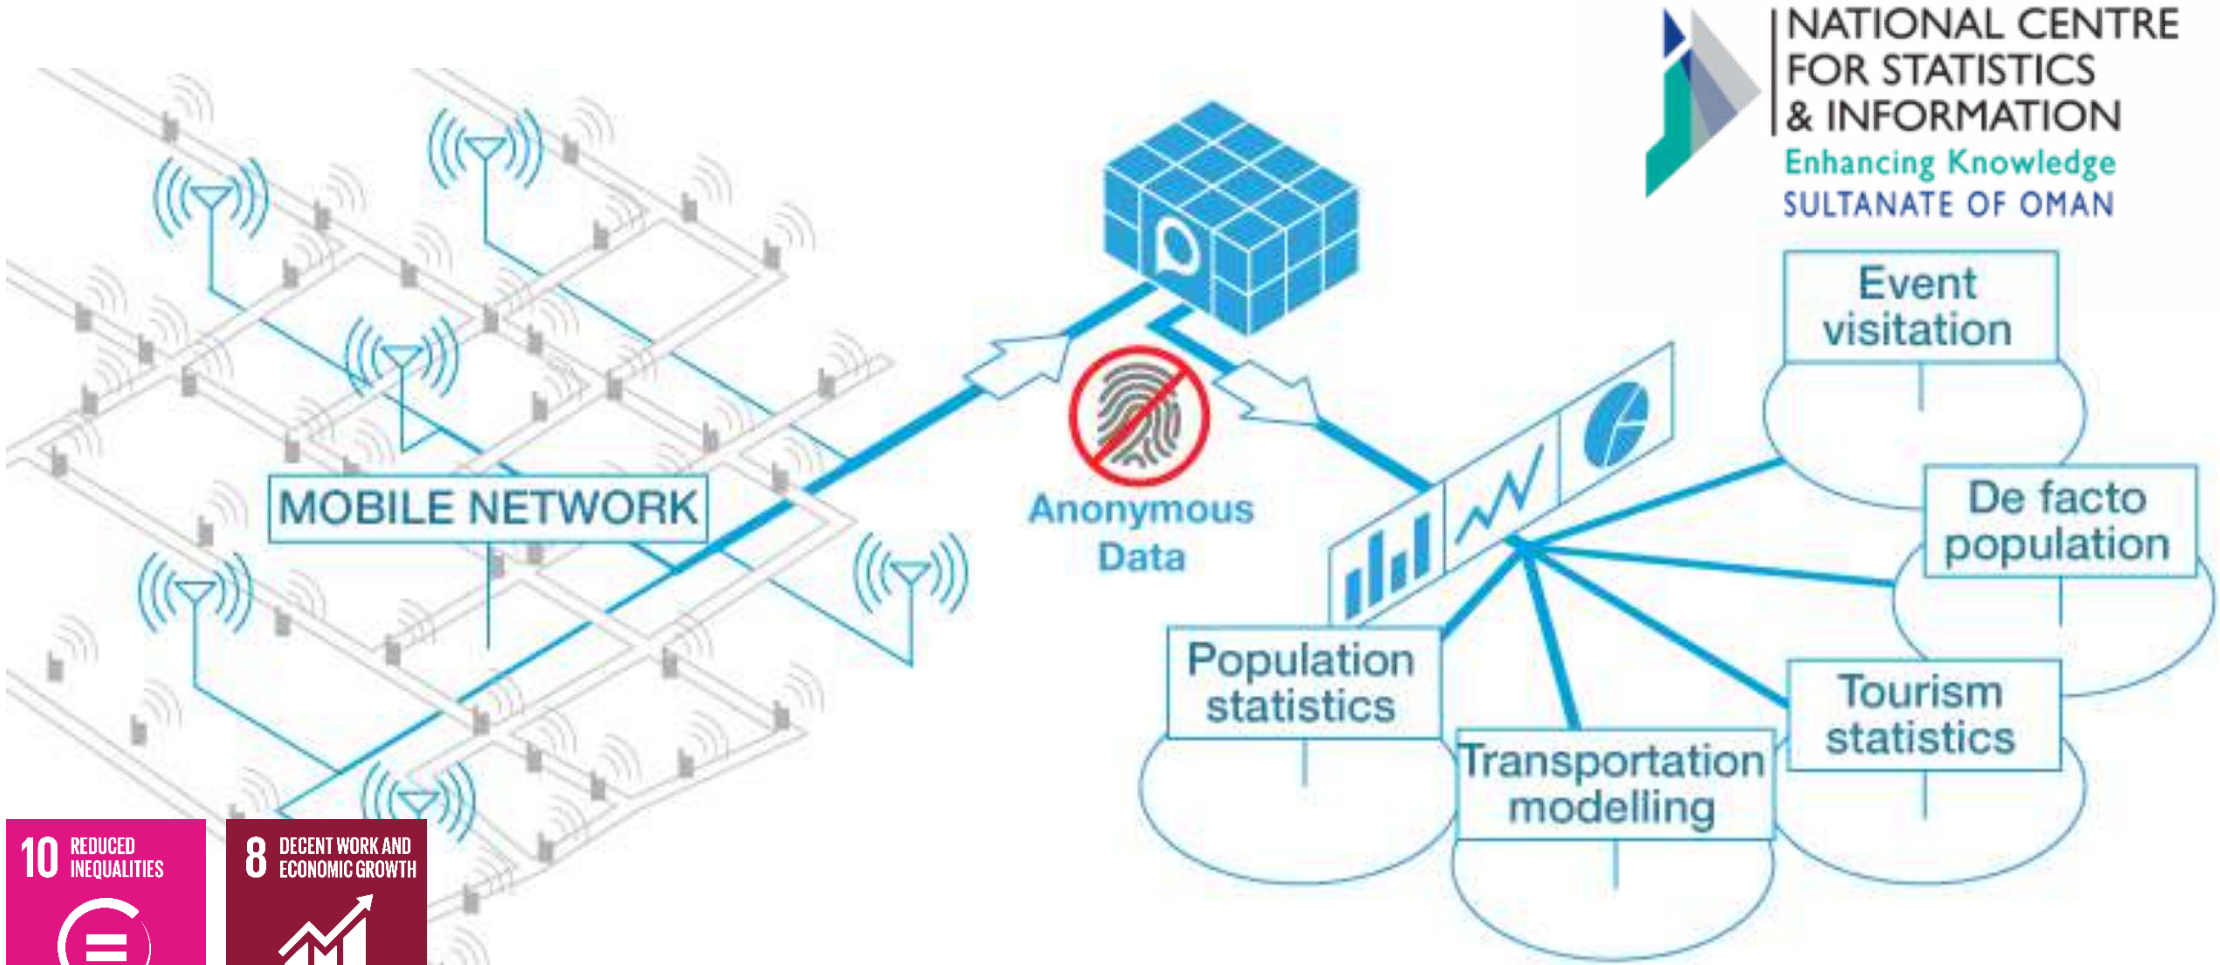 NATIONAL CENTRE
FOR STATISTICS
& INFORMATION
Enhancing Knowledge
SULTANATE OF OMAN
Event
visitation
De facto
population
MOBILE NETWORK
Anonymous
Data
Population
statistics
Tourism
statistics
Transportation
modelling
10 REDUCED
INEQUALITIES
8 DECENT WORK AND
ECONOMIC GROWTH